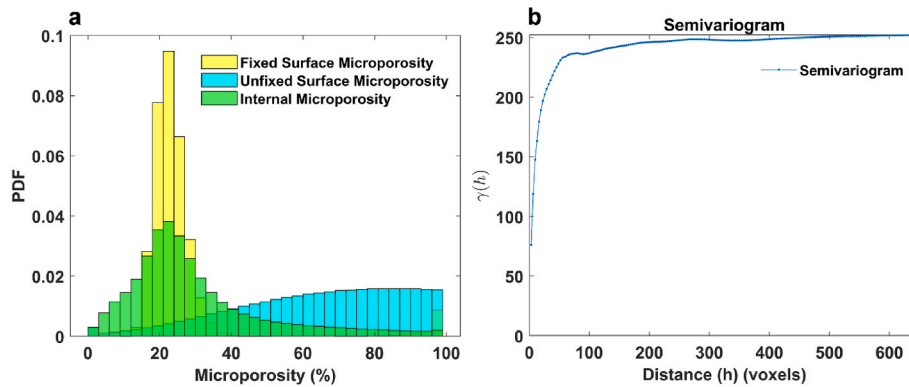 a
0.1
0.08
0.06
0.04
0.02
0
PDF
Fixed Surface Microporosity
Unfixed Surface Microporosity
Internal Microporosity
0 20 40 60 80 100
Microporosity (%)
b
Semivariogram
250
200
150
100
50
0
γ(h)
Semivariogram
0 100 200 300 400 500 600
Distance (h) (voxels)